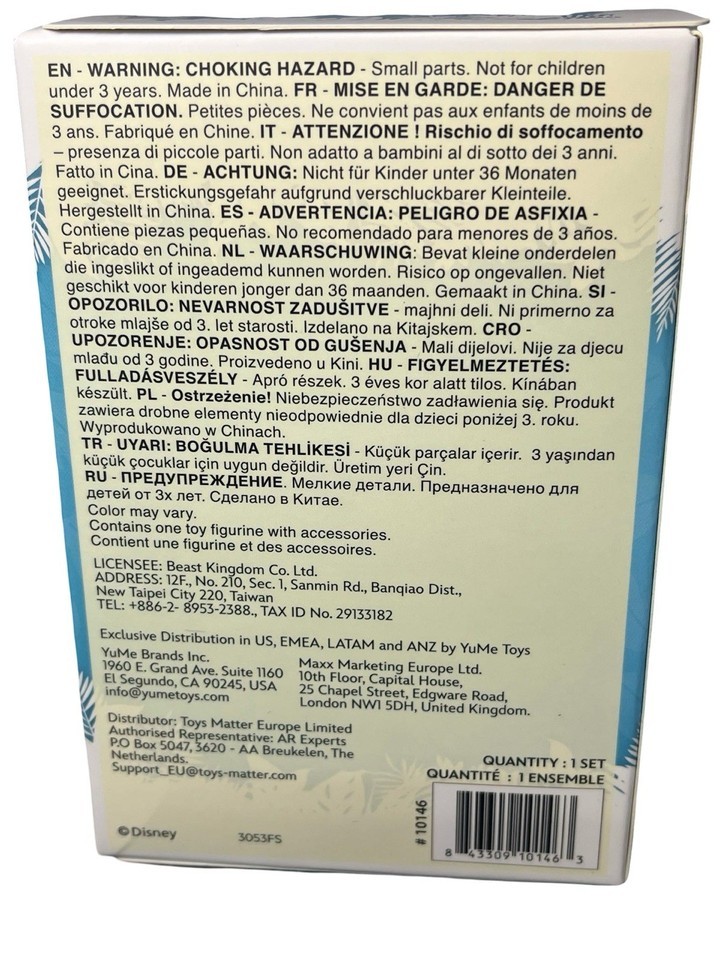 EN - WARNING: CHOKING HAZARD - Small parts. Not for children
under 3 years. Made in China. FR - MISE EN GARDE: DANGER DE
SUFFOCATION. Petites pièces. Ne convient pas aux enfants de moins de
3 ans. Fabriqué en Chine. IT - ATTENZIONE ! Rischio di soffocamento
– presenza di piccole parti. Non adatto a bambini al di sotto dei 3 anni.
Fatto in Cina. DE - ACHTUNG: Nicht für Kinder unter 36 Monaten
geeignet. Erstickungsgefahr aufgrund verschluckbarer Kleinteile.
Hergestellt in China. ES - ADVERTENCIA: PELIGRO DE ASFIXIA -
Contiene piezas pequeñas. No recomendado para menores de 3 años.
Fabricado en China. NL - WAARSCHUWING: Bevat kleine onderdelen
die ingeslikt of ingeademd kunnen worden. Risico op ongevallen. Niet
geschikt voor kinderen jonger dan 36 maanden. Gemaakt in China. SI -
OPOZORILO: NEVARNOST ZADUŠITVE - majhni deli. Ni primerno za
otroke mlajše od 3. let starosti. Izdelano na Kitajskem. CRO -
UPOZORENJE: OPASNOST OD GUŠENJA - Mali dijelovi. Nije za djecu
mlađu od 3 godine. Proizvedeno u Kini. HU - FIGYELMEZTETÉS:
FULLADÁSVESZÉLY - Apró részek. 3 éves kor alatt tilos. Kínában
készült. PL - Ostrzeżenie! Niebezpieczeństwo zadławienia się. Produkt
zawiera drobne elementy nieodpowiednie dla dzieci poniżej 3. roku.
Wyprodukowano w Chinach.
TR - UYARI: BOĞULMA TEHLİKESİ - Küçük parçalar içerir. 3 yaşından
küçük çocuklar için uygun değildir. Üretim yeri Çin.
RU - ПРЕДУПРЕЖДЕНИЕ. Мелкие детали. Предназначено для
детей от 3х лет. Сделано в Китае.
Color may vary.
Contains one toy figurine with accessories.
Contient une figurine et des accessoires.
LICENSEE: Beast Kingdom Co. Ltd.
ADDRESS: 12F., No. 210, Sec. 1, Sanmin Rd., Banqiao Dist.,
New Taipei City 220, Taiwan
TEL: +886-2- 8953-2388., TAX ID No. 29133182
Exclusive Distribution in US, EMEA, LATAM and ANZ by YuMe Toys
YuMe Brands Inc.
1960 E. Grand Ave. Suite 1160
El Segundo, CA 90245, USA
info@yumetoys.com
Maxx Marketing Europe Ltd.
10th Floor, Capital House,
25 Chapel Street, Edgware Road,
London NW1 5DH, United Kingdom.
Distributor: Toys Matter Europe Limited
Authorised Representative: AR Experts
P.O Box 5047, 3620 - AA Breukelen, The
Netherlands.
Support_EU@toys-matter.com
QUANTITY : 1 SET
QUANTITÉ : 1 ENSEMBLE
# 10146
8 43309 10146 3
©Disney
3053FS